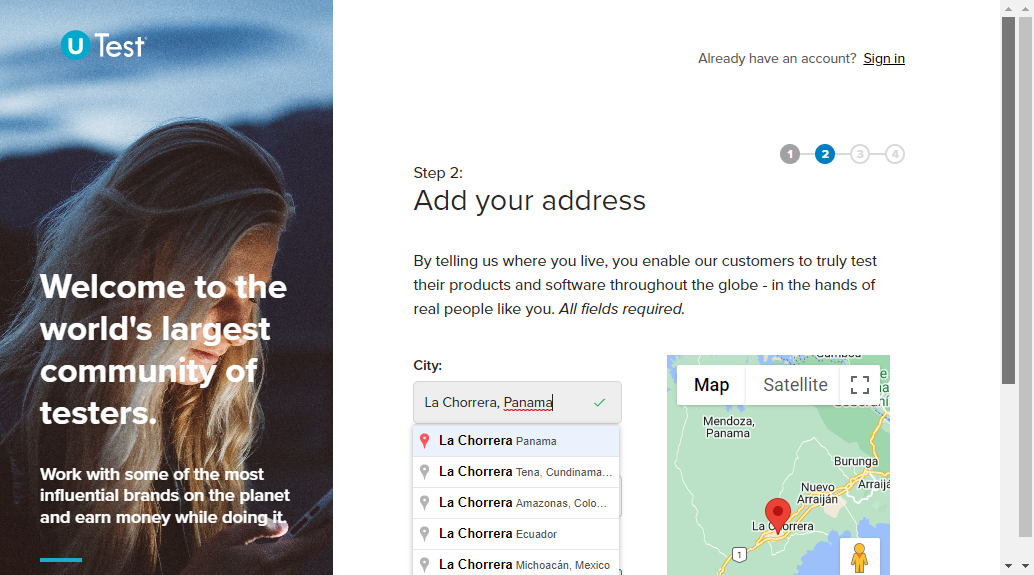 U Test
Already have an account? Sign in
1 2 3 4
Step 2:
Add your address
Welcome to the
world's largest
community of
testers.
Work with some of the most
influential brands on the planet
and earn money while doing it.
By telling us where you live, you enable our customers to truly test
their products and software throughout the globe - in the hands of
real people like you. All fields required.
City:
La Chorrera, Panama
La Chorrera Panama
La Chorrera Tena, Cundinama...
La Chorrera Amazonas, Colo...
La Chorrera Ecuador
La Chorrera Michoacán, Mexico
Map Satellite
Mendoza,
Panama
Burunga
Nuevo
Arraiján
Arraijá
La Chorrera
1